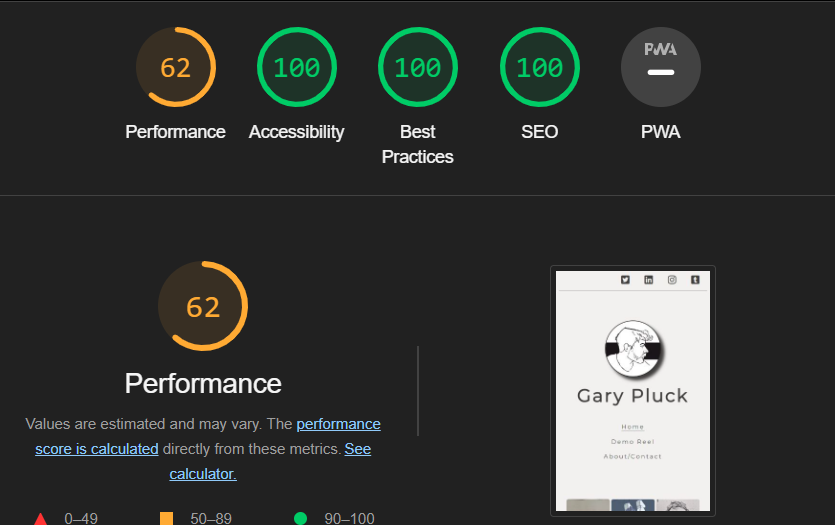 62
100
100
100
PWA
Performance
Accessibility
Best
Practices
SEO
PWA
62
Performance
Values are estimated and may vary. The performance
score is calculated directly from these metrics. See
calculator.
0–49
50–89
90–100
Gary Pluck
Home
Demo Reel
About/Contact